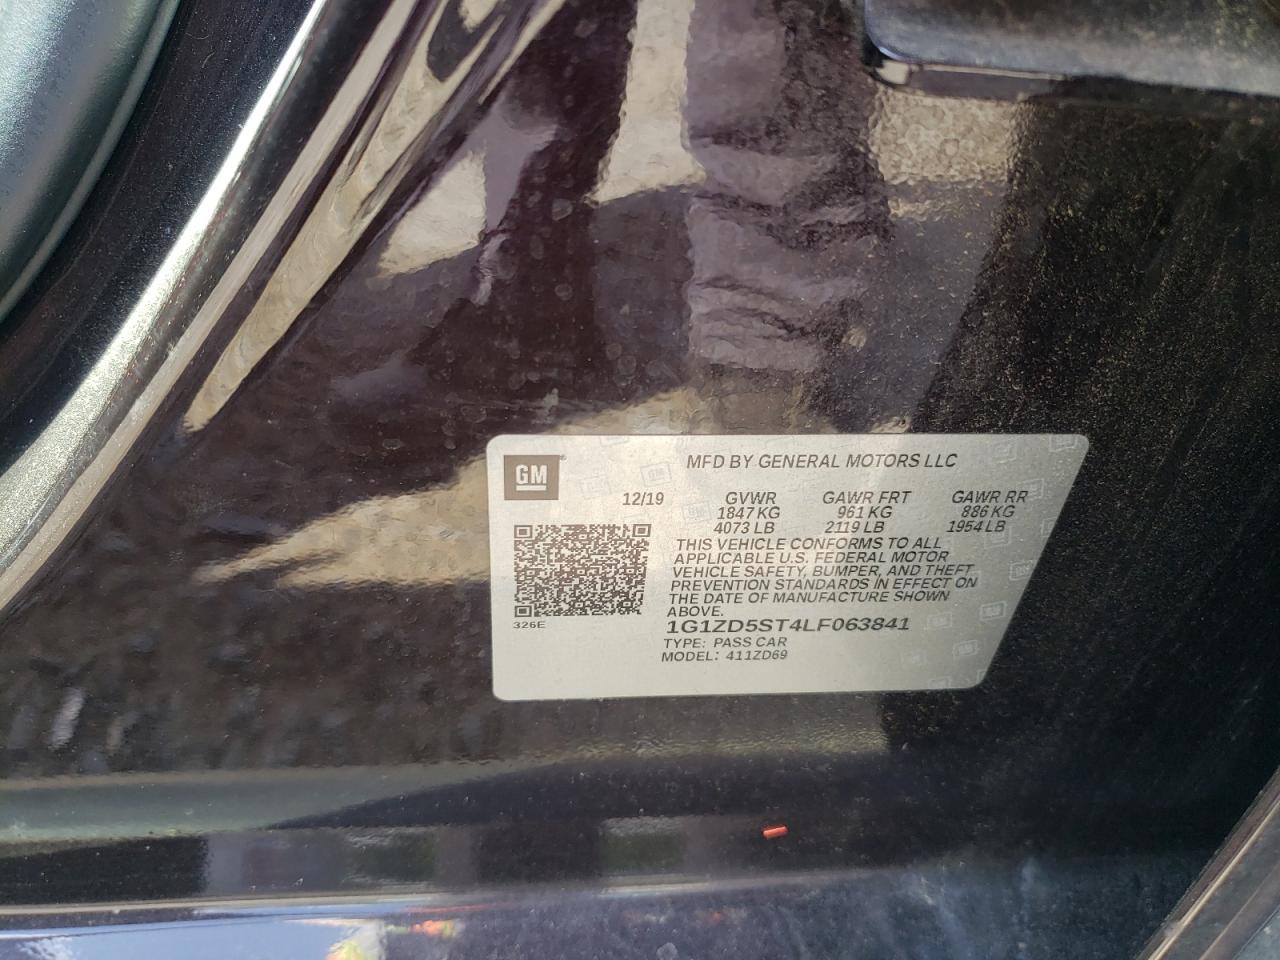 GM
MFD BY GENERAL MOTORS LLC
12/19 GVWR GAWR FRT GAWR RR
1847 KG 961 KG 886 KG
4073 LB 2119 LB 1954 LB
THIS VEHICLE CONFORMS TO ALL
APPLICABLE U.S. FEDERAL MOTOR
VEHICLE SAFETY, BUMPER, AND THEFT
PREVENTION STANDARDS IN EFFECT ON
THE DATE OF MANUFACTURE SHOWN
ABOVE.
326E
1G1ZD5ST4LF063841
TYPE: PASS CAR
MODEL: 411ZD69